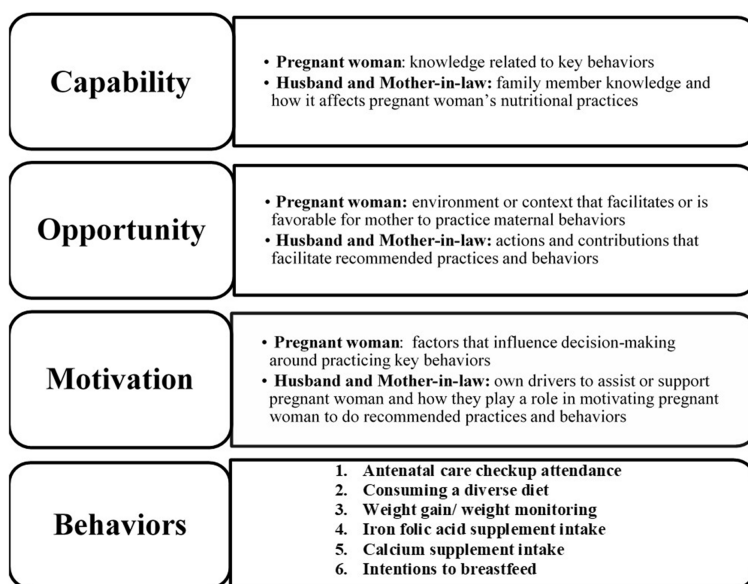 Capability
• Pregnant woman: knowledge related to key behaviors
• Husband and Mother-in-law: family member knowledge and
how it affects pregnant woman's nutritional practices
Opportunity
• Pregnant woman: environment or context that facilitates or is
favorable for mother to practice maternal behaviors
• Husband and Mother-in-law: actions and contributions that
facilitate recommended practices and behaviors
Motivation
• Pregnant woman: factors that influence decision-making
around practicing key behaviors
• Husband and Mother-in-law: own drivers to assist or support
pregnant woman and how they play a role in motivating pregnant
woman to do recommended practices and behaviors
Behaviors
1. Antenatal care checkup attendance
2. Consuming a diverse diet
3. Weight gain/ weight monitoring
4. Iron folic acid supplement intake
5. Calcium supplement intake
6. Intentions to breastfeed